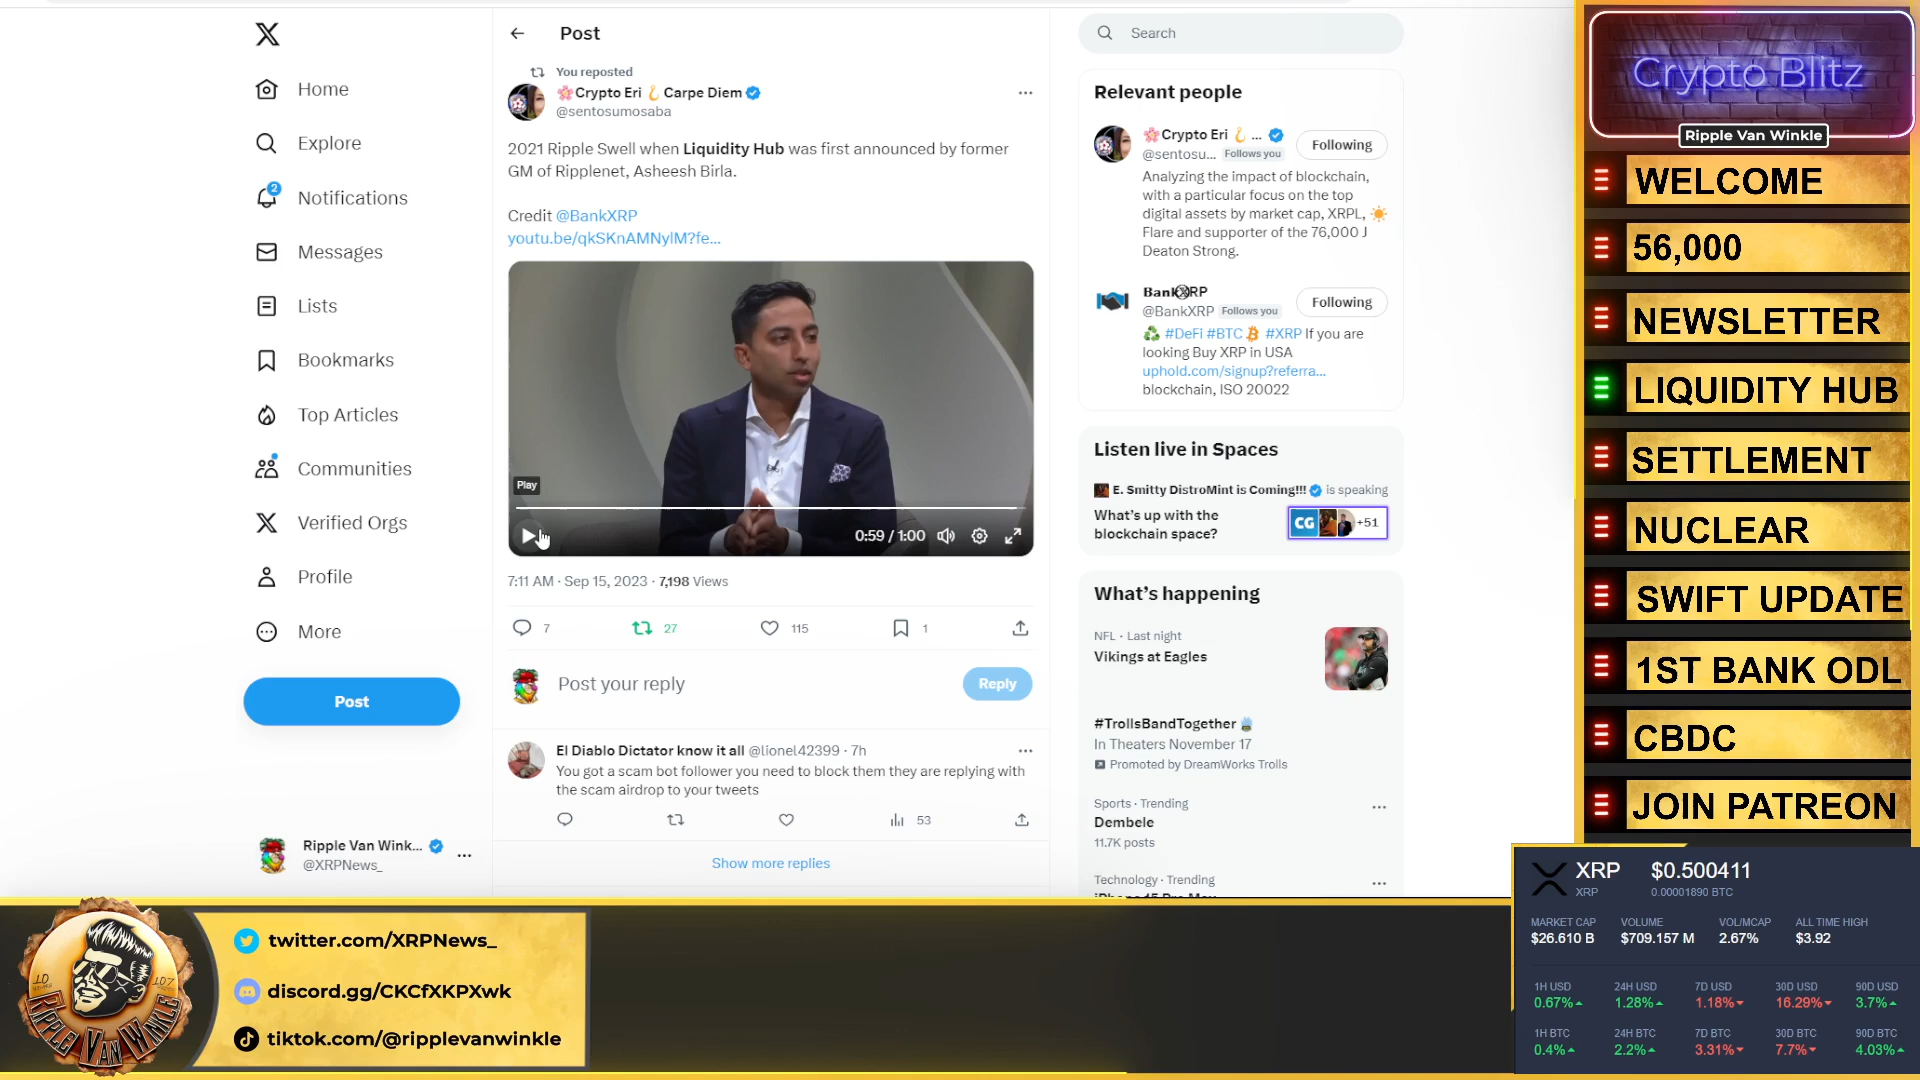 Home
Explore
2
Notifications
Messages
Lists
Bookmarks
Top Articles
Communities
Verified Orgs
Profile
More
Post
Ripple Van Wink...
@XRPNews_
Post
You reposted
Crypto Eri Carpe Diem
@sentosumosaba
2021 Ripple Swell when Liquidity Hub was first announced by former
GM of Ripplenet, Asheesh Birla.
Credit @BankXRP
youtu.be/qkSKnAMNylM?fe...
Play
0:59 / 1:00
7:11 AM · Sep 15, 2023 · 7,198 Views
7
27
115
1
Post your reply
Reply
El Diablo Dictator know it all @lionel42399 · 7h
You got a scam bot follower you need to block them they are replying with
the scam airdrop to your tweets
53
Show more replies
Search
Relevant people
Crypto Eri ...
@sentosu... Follows you
Following
Analyzing the impact of blockchain,
with a particular focus on the top
digital assets by market cap, XRPL,
Flare and supporter of the 76,000 J
Deaton Strong.
BankXRP
@BankXRP Follows you
Following
#DeFi #BTC #XRP If you are
looking Buy XRP in USA
uphold.com/signup?referra...
blockchain, ISO 20022
Listen live in Spaces
E. Smitty DistroMint is Coming!!! is speaking
What's up with the
blockchain space?
CG
+51
What's happening
NFL · Last night
Vikings at Eagles
#TrollsBandTogether
In Theaters November 17
Promoted by DreamWorks Trolls
Sports · Trending
Dembele
11.7K posts
Technology · Trending
Crypto Blitz
Ripple Van Winkle
WELCOME
56,000
NEWSLETTER
LIQUIDITY HUB
SETTLEMENT
NUCLEAR
SWIFT UPDATE
1ST BANK ODL
CBDC
JOIN PATREON
XRP $0.500411
XRP 0.00001890 BTC
MARKET CAP VOLUME VOL/MCAP ALL TIME HIGH
$26.610 B $709.157 M 2.67% $3.92
1H USD 24H USD 7D USD 30D USD 90D USD
0.67% 1.28% 1.18% 16.29% 3.7%
1H BTC 24H BTC 7D BTC 30D BTC 90D BTC
0.4% 2.2% 3.31% 7.7% 4.03%
10
107
RIPPLE VAN WINKLE
twitter.com/XRPNews_
discord.gg/CKCfXKPXwk
tiktok.com/@ripplevanwinkle